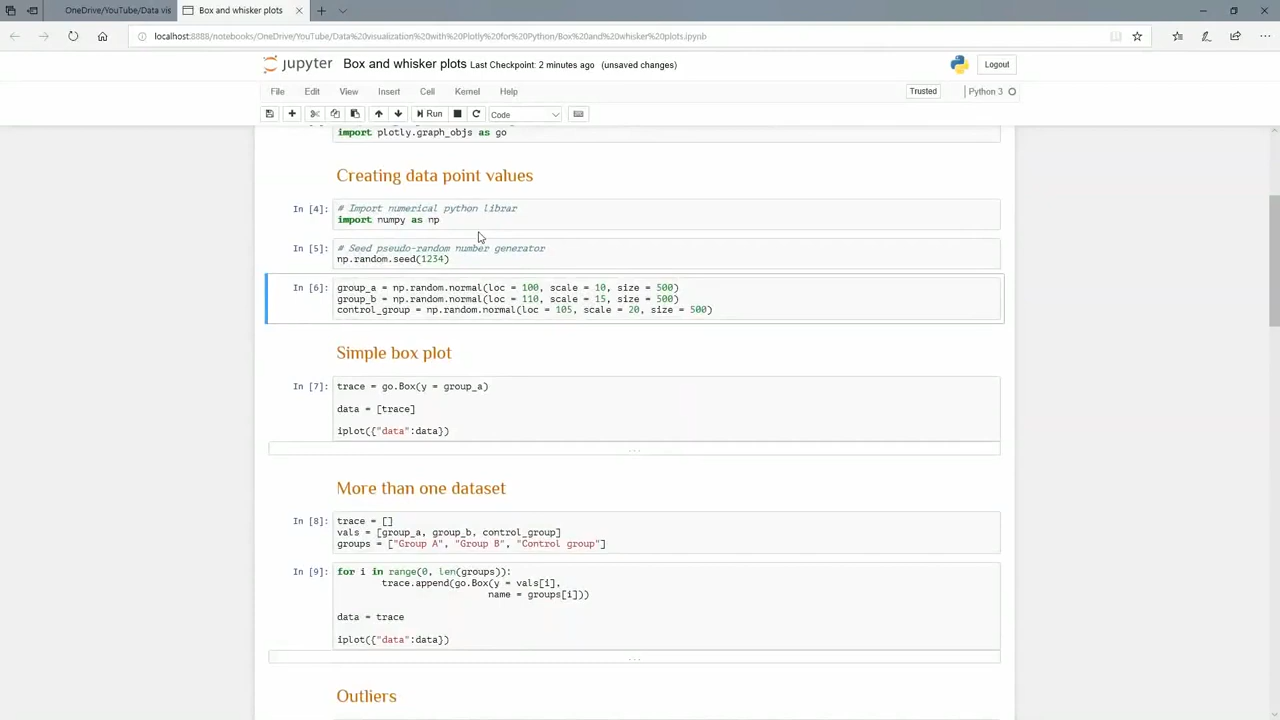 OneDrive/YouTube/Data vis
Box and whisker plots
localhost:8888/notebooks/OneDrive/YouTube/Data%20visualization%20with%20Plotly%20for%20Python/Box%20and%20whisker%20plots.ipynb
jupyter Box and whisker plots Last Checkpoint: 2 minutes ago (unsaved changes)
Logout
File Edit View Insert Cell Kernel Help
Trusted
Python 3
Run
Code
import plotly.graph_objs as go
Creating data point values
In [4]: # Import numerical python librar
import numpy as np
In [5]: # Seed pseudo-random number generator
np.random.seed(1234)
In [6]: group_a = np.random.normal(loc = 100, scale = 10, size = 500)
group_b = np.random.normal(loc = 110, scale = 15, size = 500)
control_group = np.random.normal(loc = 105, scale = 20, size = 500)
Simple box plot
In [7]: trace = go.Box(y = group_a)
data = [trace]
iplot({"data":data})
...
More than one dataset
In [8]: trace = []
vals = [group_a, group_b, control_group]
groups = ["Group A", "Group B", "Control group"]
In [9]: for i in range(0, len(groups)):
trace.append(go.Box(y = vals[i],
name = groups[i]))
data = trace
iplot({"data":data})
...
Outliers